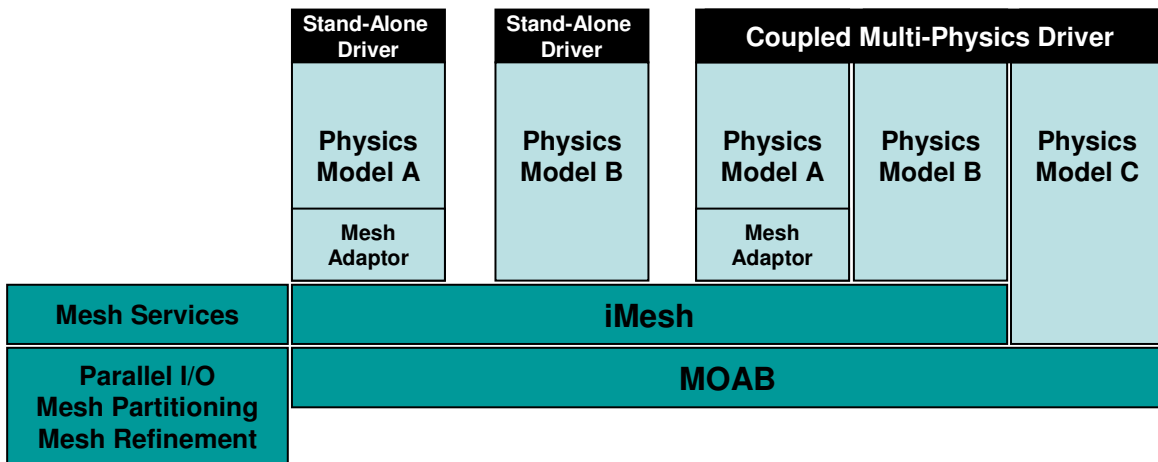 Stand-Alone
Driver
Stand-Alone
Driver
Coupled Multi-Physics Driver
Physics
Model A
Physics
Model B
Physics
Model A
Physics
Model B
Physics
Model C
Mesh
Adaptor
Mesh
Adaptor
Mesh Services
iMesh
Parallel I/O
Mesh Partitioning
Mesh Refinement
MOAB